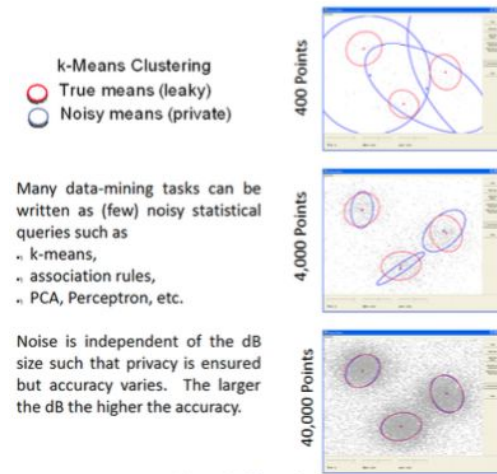 k-Means Clustering
True means (leaky)
Noisy means (private)
400 Points
Many data-mining tasks can be
written as (few) noisy statistical
queries such as
k-means,
association rules,
PCA, Perceptron, etc.
4,000 Points
Noise is independent of the dB
size such that privacy is ensured
but accuracy varies. The larger
the dB the higher the accuracy.
40,000 Points